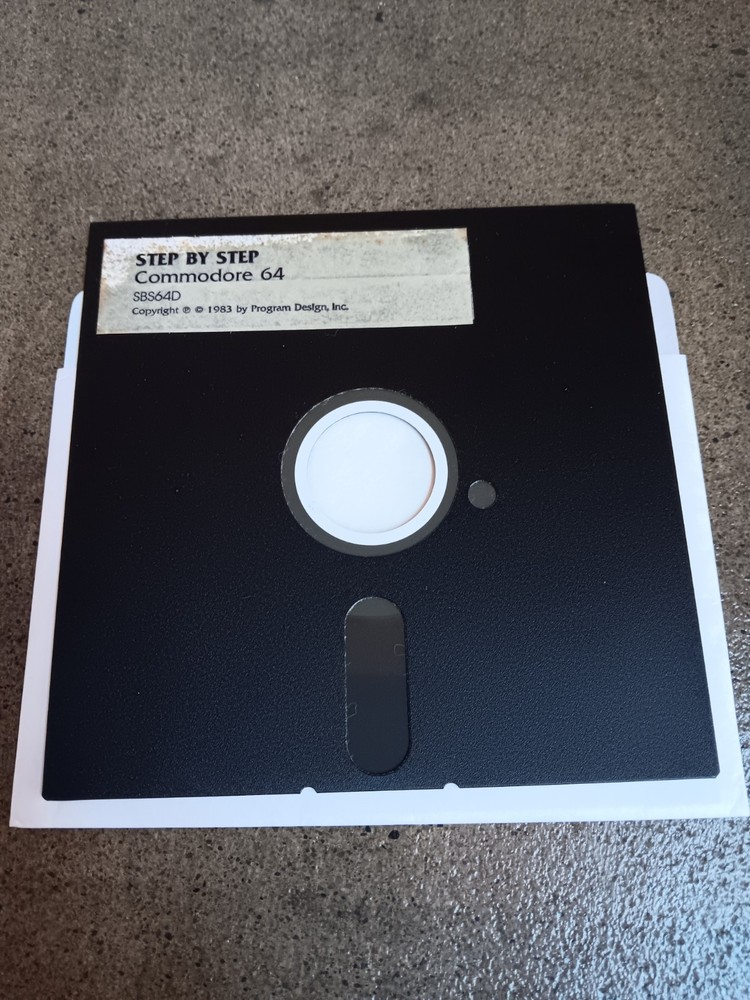 STEP BY STEP
Commodore 64
SBS64D
Copyright ℗ © 1983 by Program Design, Inc.